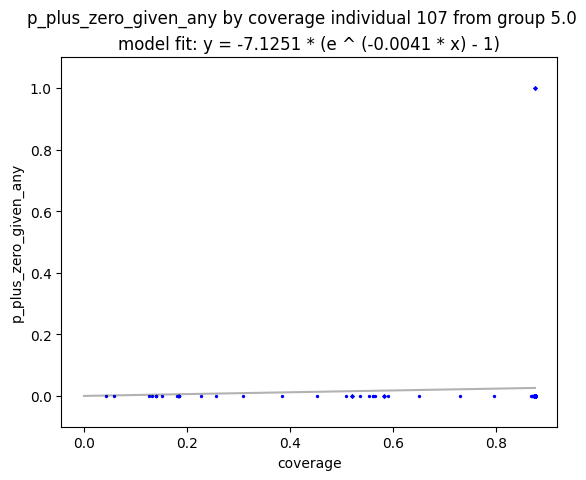 p_plus_zero_given_any by coverage individual 107 from group 5.0
model fit: y = -7.1251 * (e ^ (-0.0041 * x) - 1)
1.0
0.8
0.6
0.4
0.2
0.0
p_plus_zero_given_any
0.0 0.2 0.4 0.6 0.8
coverage